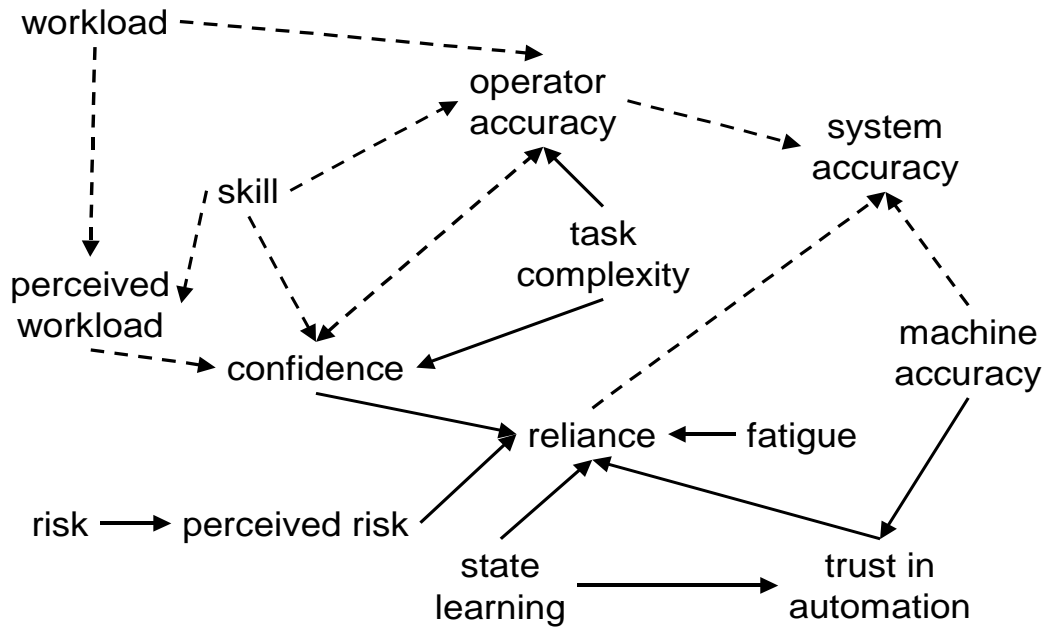 workload
operator
accuracy
system
accuracy
skill
task
complexity
perceived
workload
machine
accuracy
confidence
reliance
fatigue
risk
perceived risk
state
learning
trust in
automation